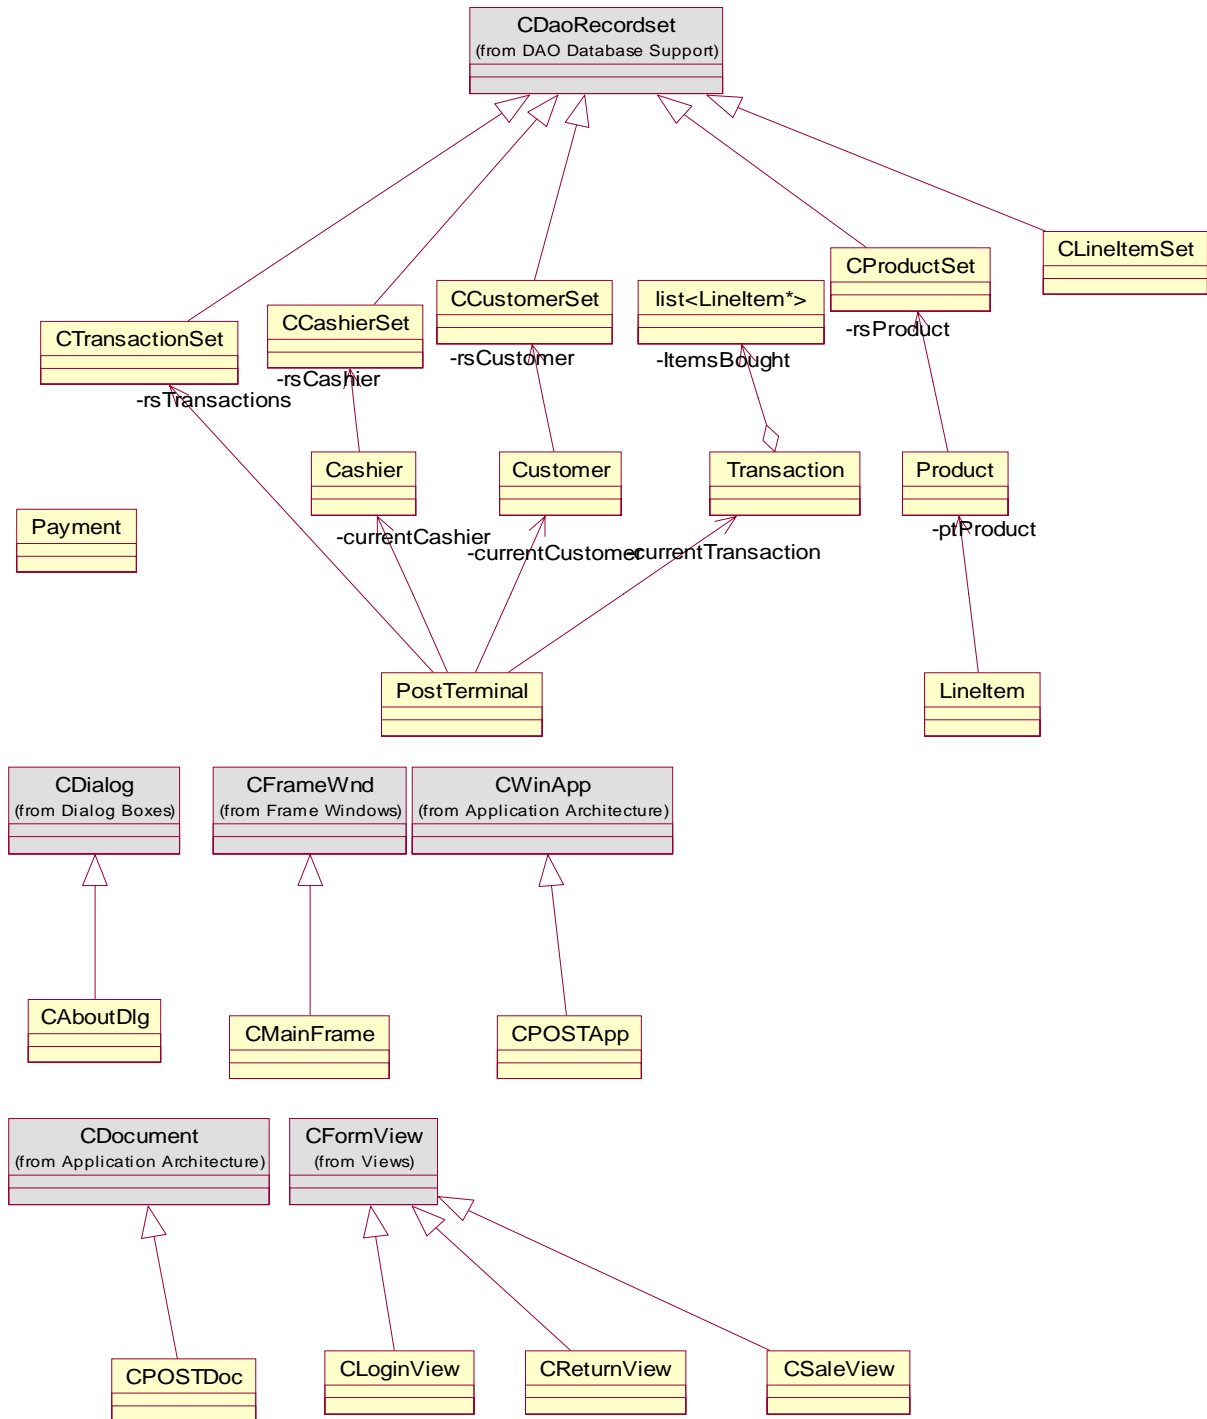 CDaoRecordset
(from DAO Database Support)
CLineItemSet
CProductSet
CCustomerSet
list<LineItem*>
CCashierSet
CTransactionSet
-rsProduct
-rsCustomer
-ItemsBought
-rsCashier
-rsTransactions
Cashier
Customer
Transaction
Product
Payment
-currentCashier
-currentCustomer
-currentTransaction
-ptProduct
PostTerminal
LineItem
CDialog
(from Dialog Boxes)
CFrameWnd
(from Frame Windows)
CWinApp
(from Application Architecture)
CAboutDlg
CMainFrame
CPOSTApp
CDocument
(from Application Architecture)
CFormView
(from Views)
CPOSTDoc
CLoginView
CReturnView
CSaleView